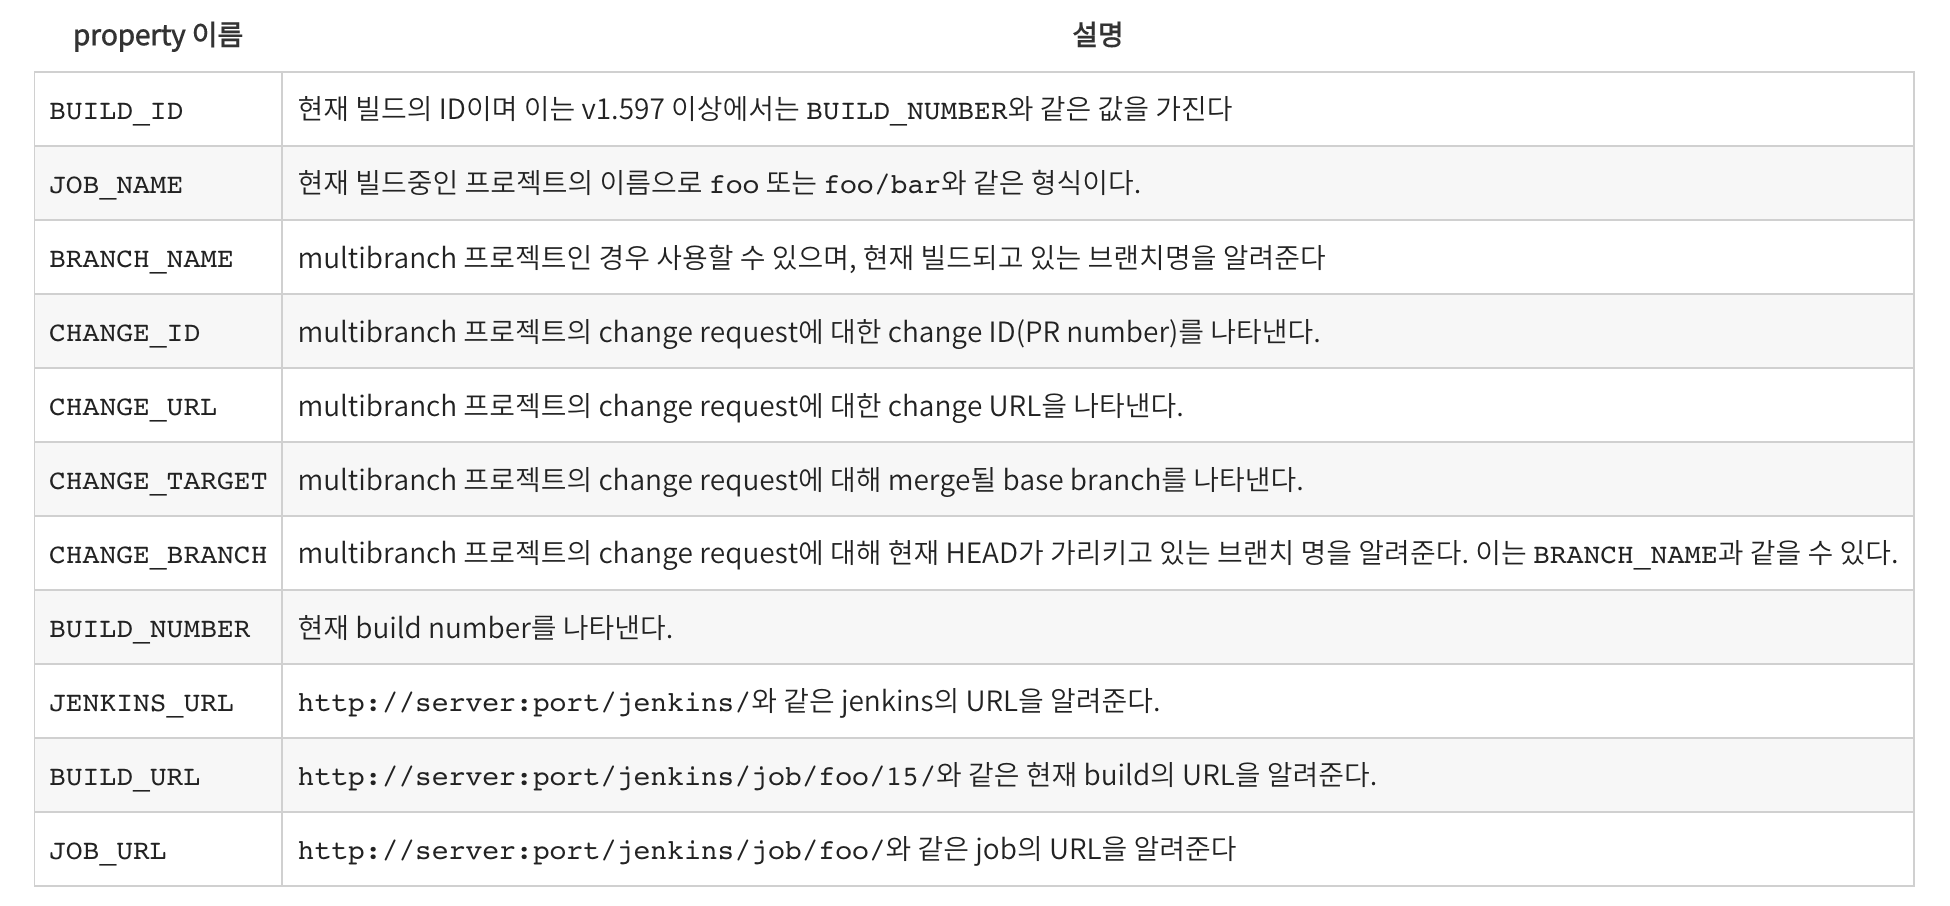 property 이름 설명
BUILD_ID 현재 빌드의 ID이며 이는 v1.597 이상에서는 BUILD_NUMBER와 같은 값을 가진다
JOB_NAME 현재 빌드중인 프로젝트의 이름으로 foo 또는 foo/bar와 같은 형식이다.
BRANCH_NAME multibranch 프로젝트인 경우 사용할 수 있으며, 현재 빌드되고 있는 브랜치명을 알려준다
CHANGE_ID multibranch 프로젝트의 change request에 대한 change ID(PR number)를 나타낸다.
CHANGE_URL multibranch 프로젝트의 change request에 대한 change URL을 나타낸다.
CHANGE_TARGET multibranch 프로젝트의 change request에 대해 merge될 base branch를 나타낸다.
CHANGE_BRANCH multibranch 프로젝트의 change request에 대해 현재 HEAD가 가리키고 있는 브랜치 명을 알려준다. 이는 BRANCH_NAME과 같을 수 있다.
BUILD_NUMBER 현재 build number를 나타낸다.
JENKINS_URL http://server:port/jenkins/와 같은 jenkins의 URL을 알려준다.
BUILD_URL http://server:port/jenkins/job/foo/15/와 같은 현재 build의 URL을 알려준다.
JOB_URL http://server:port/jenkins/job/foo/와 같은 job의 URL을 알려준다